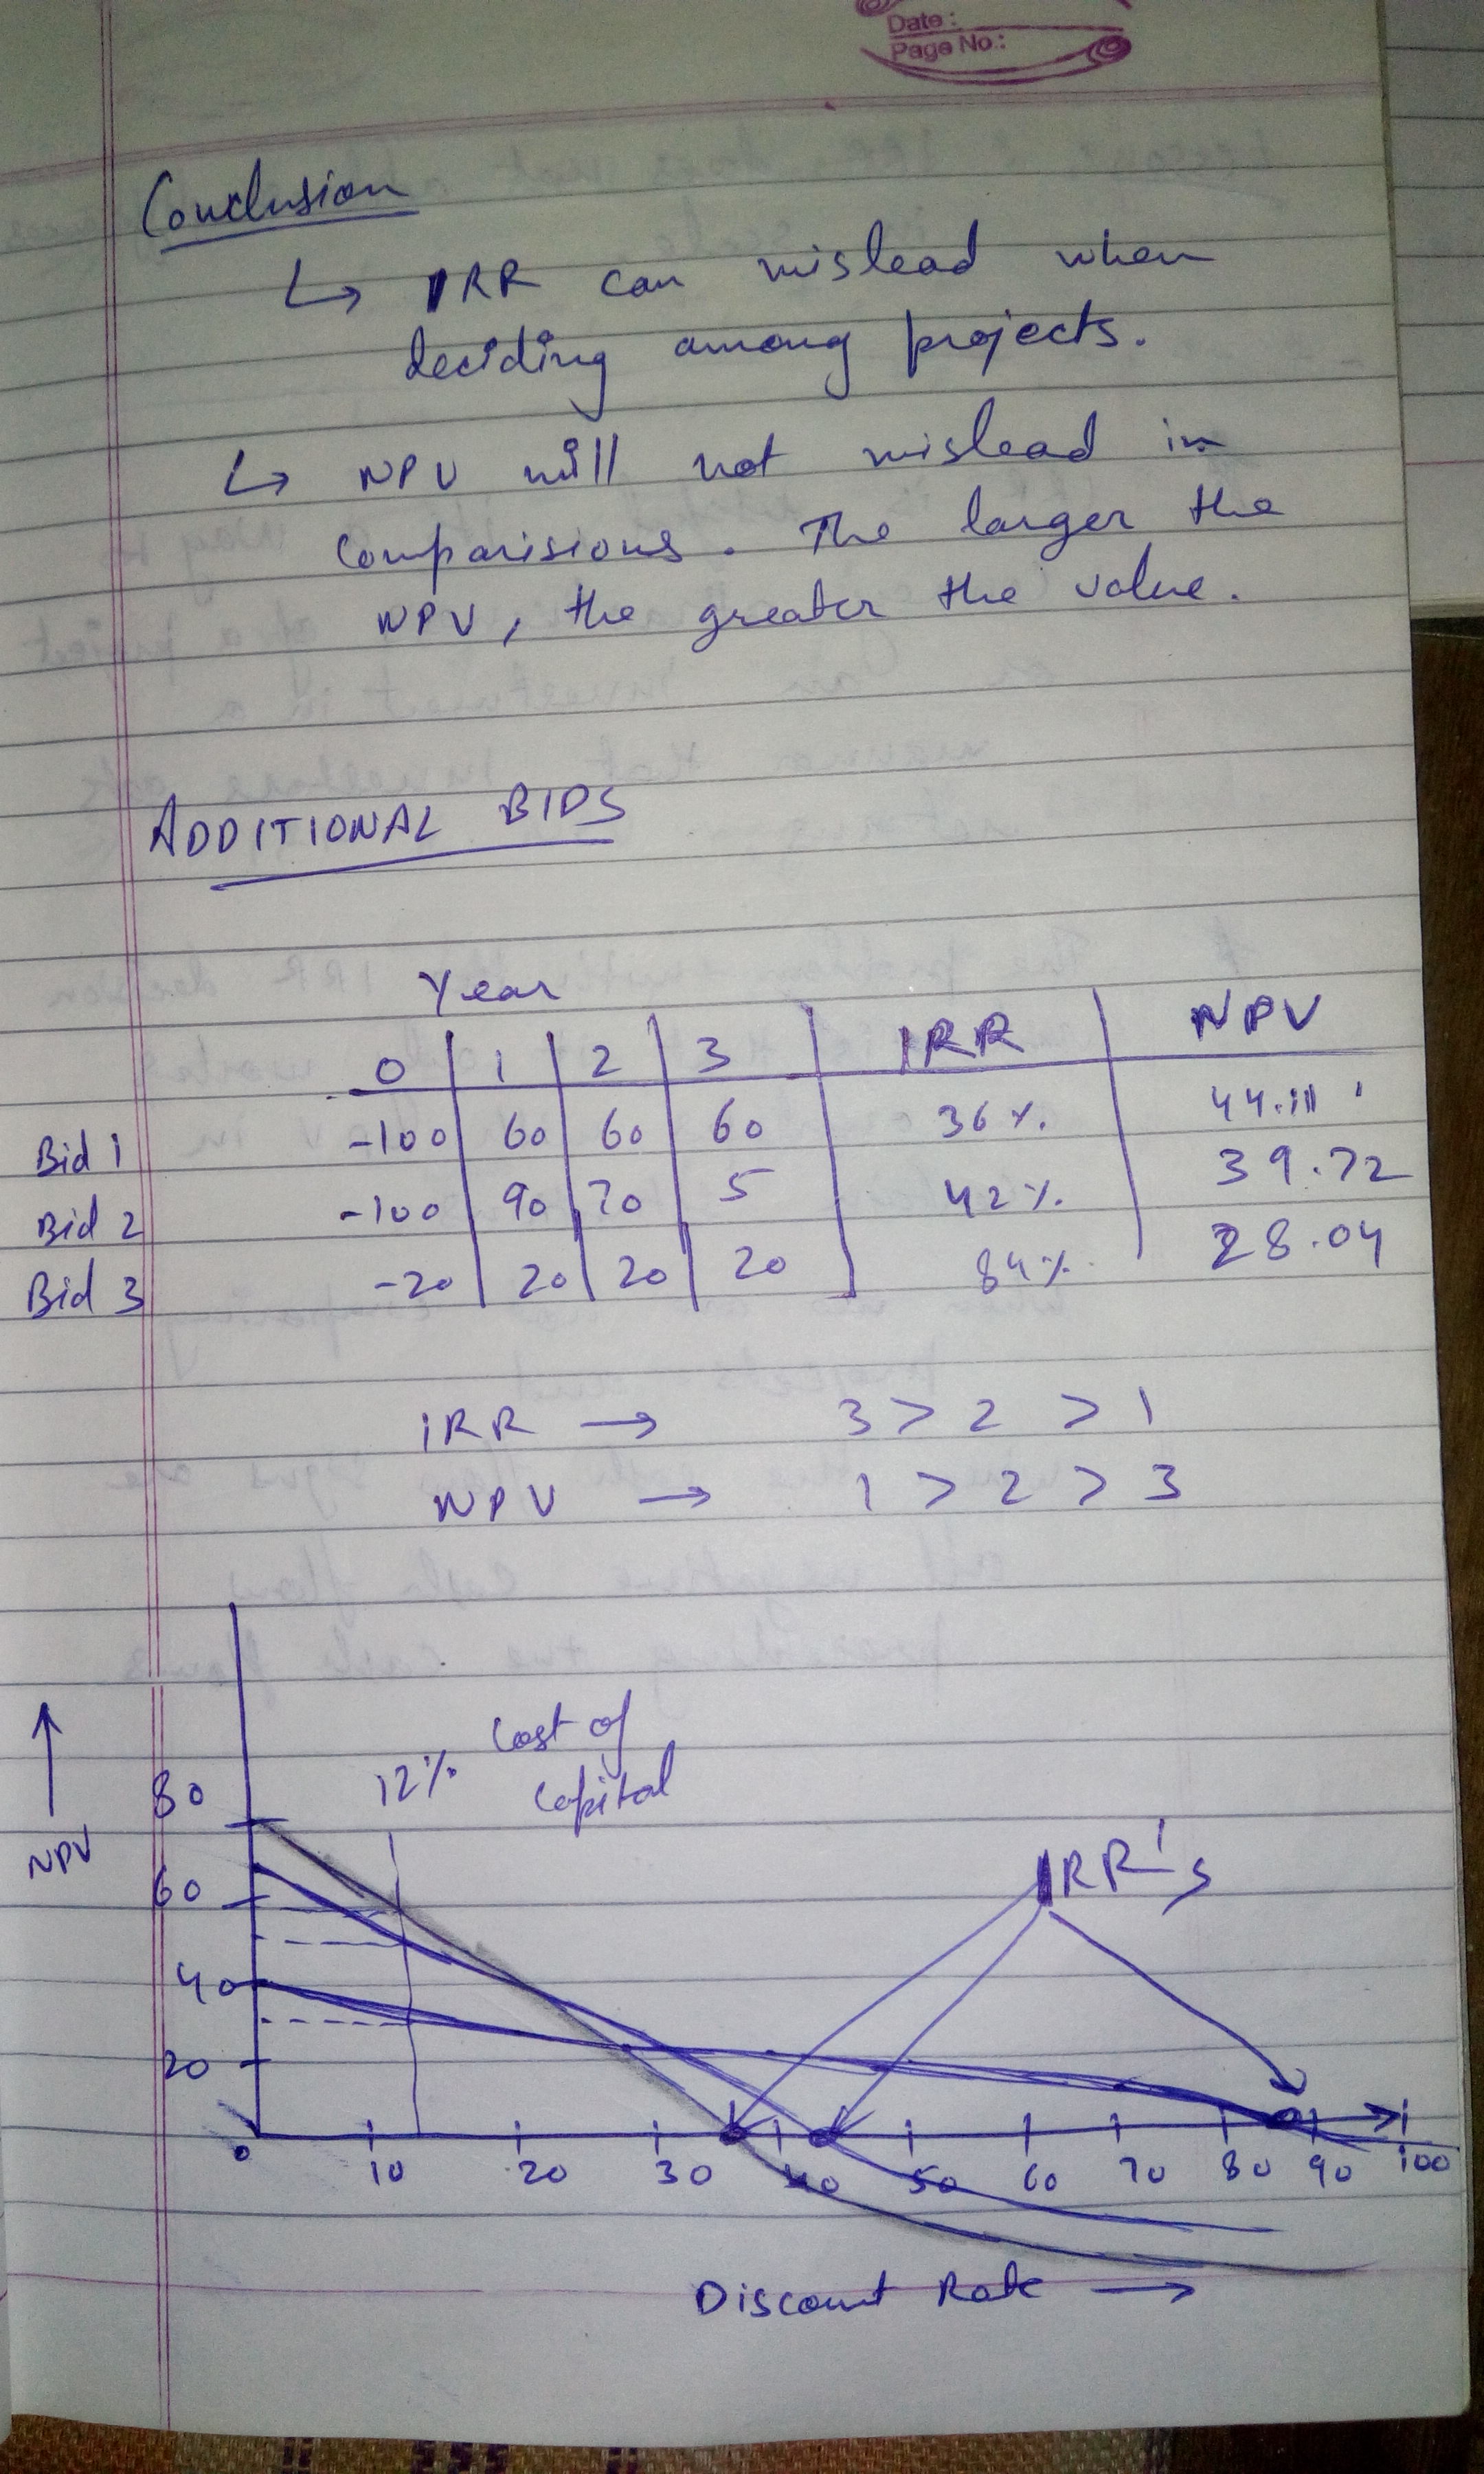 Date:
Page No.:
Conclusion
↳ IRR can mislead when
deciding among projects.
↳ NPV will not mislead in
comparisions. The larger the
NPV, the greater the value.
ADDITIONAL BIDS
Year
0 1 2 3 IRR NPV
Bid 1 -100 60 60 60 36% 44.111
Bid 2 -100 90 70 5 42% 39.72
Bid 3 -20 20 20 20 84% 28.04
IRR → 3 > 2 > 1
NPV → 1 > 2 > 3
12% Cost of
Capital
80
NPV
IRR's
60
40
20
0 10 20 30 40 50 60 70 80 90 100
Discount Rate →